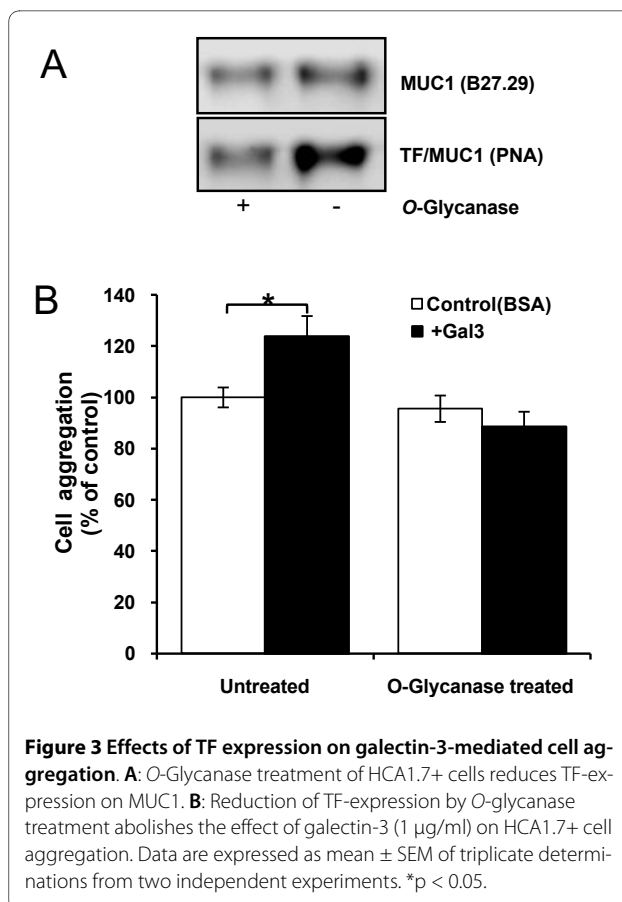 A
MUC1 (B27.29)
TF/MUC1 (PNA)
+ - O-Glycanase
B
140
120
100
80
60
40
20
0
Cell aggregation
(% of control)
*
Control(BSA)
+Gal3
Untreated O-Glycanase treated
Figure 3 Effects of TF expression on galectin-3-mediated cell ag-
gregation. A: O-Glycanase treatment of HCA1.7+ cells reduces TF-ex-
pression on MUC1. B: Reduction of TF-expression by O-glycanase
treatment abolishes the effect of galectin-3 (1 μg/ml) on HCA1.7+ cell
aggregation. Data are expressed as mean ± SEM of triplicate determi-
nations from two independent experiments. *p < 0.05.